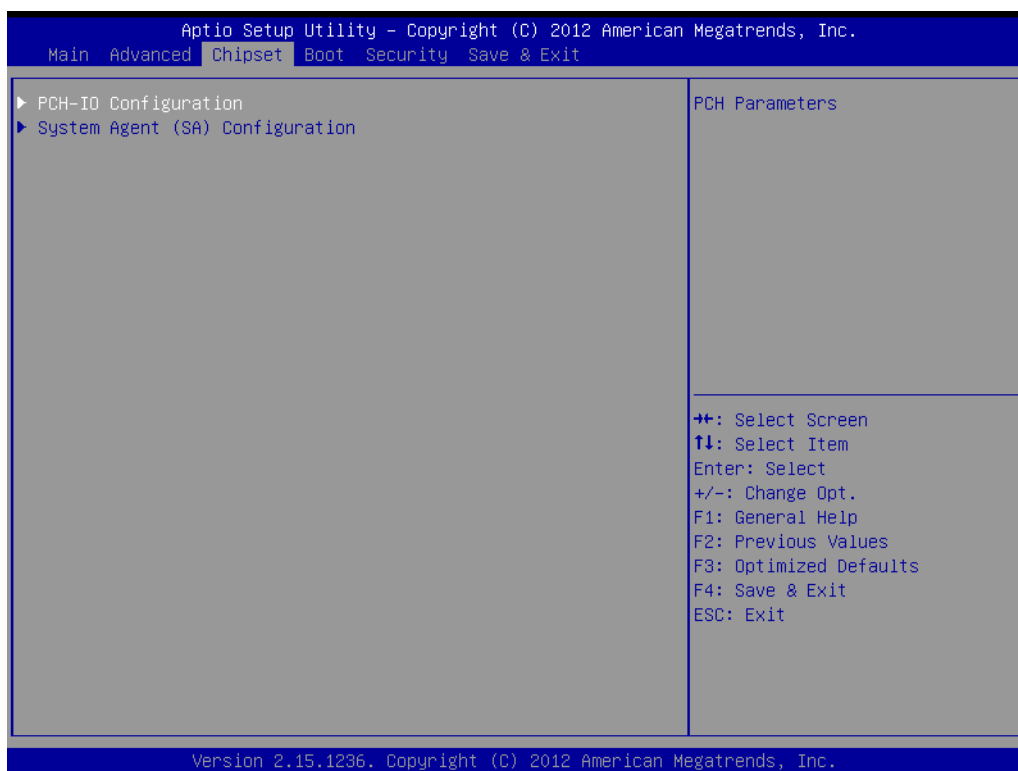 Aptio Setup Utility – Copyright (C) 2012 American Megatrends, Inc.
Main Advanced Chipset Boot Security Save & Exit
▶ PCH-IO Configuration
▶ System Agent (SA) Configuration
PCH Parameters
→←: Select Screen
↑↓: Select Item
Enter: Select
+/-: Change Opt.
F1: General Help
F2: Previous Values
F3: Optimized Defaults
F4: Save & Exit
ESC: Exit
Version 2.15.1236. Copyright (C) 2012 American Megatrends, Inc.